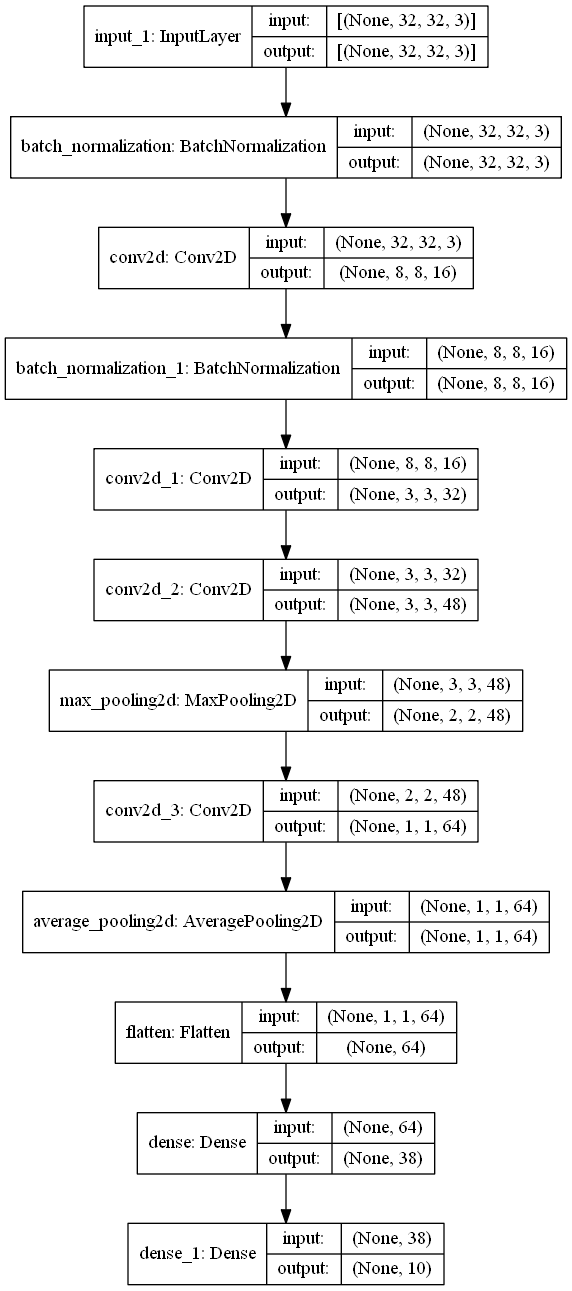 input_1: InputLayer
input: [(None, 32, 32, 3)]
output: [(None, 32, 32, 3)]
batch_normalization: BatchNormalization
input: (None, 32, 32, 3)
output: (None, 32, 32, 3)
conv2d: Conv2D
input: (None, 32, 32, 3)
output: (None, 8, 8, 16)
batch_normalization_1: BatchNormalization
input: (None, 8, 8, 16)
output: (None, 8, 8, 16)
conv2d_1: Conv2D
input: (None, 8, 8, 16)
output: (None, 3, 3, 32)
conv2d_2: Conv2D
input: (None, 3, 3, 32)
output: (None, 3, 3, 48)
max_pooling2d: MaxPooling2D
input: (None, 3, 3, 48)
output: (None, 2, 2, 48)
conv2d_3: Conv2D
input: (None, 2, 2, 48)
output: (None, 1, 1, 64)
average_pooling2d: AveragePooling2D
input: (None, 1, 1, 64)
output: (None, 1, 1, 64)
flatten: Flatten
input: (None, 1, 1, 64)
output: (None, 64)
dense: Dense
input: (None, 64)
output: (None, 38)
dense_1: Dense
input: (None, 38)
output: (None, 10)